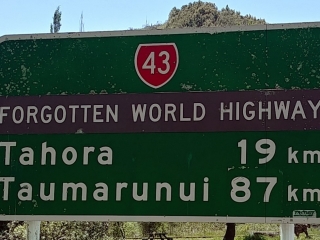 43
FORGOTTEN WORLD HIGHWAY
Tahora 19 km
Taumarunui 87 km